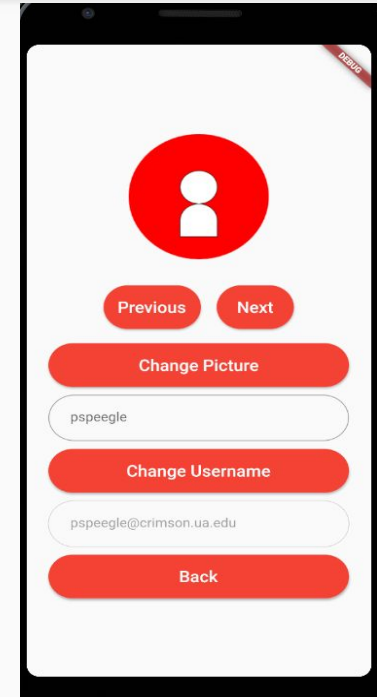 DEBUG
Previous Next
Change Picture
pspeegle
Change Username
pspeegle@crimson.ua.edu
Back